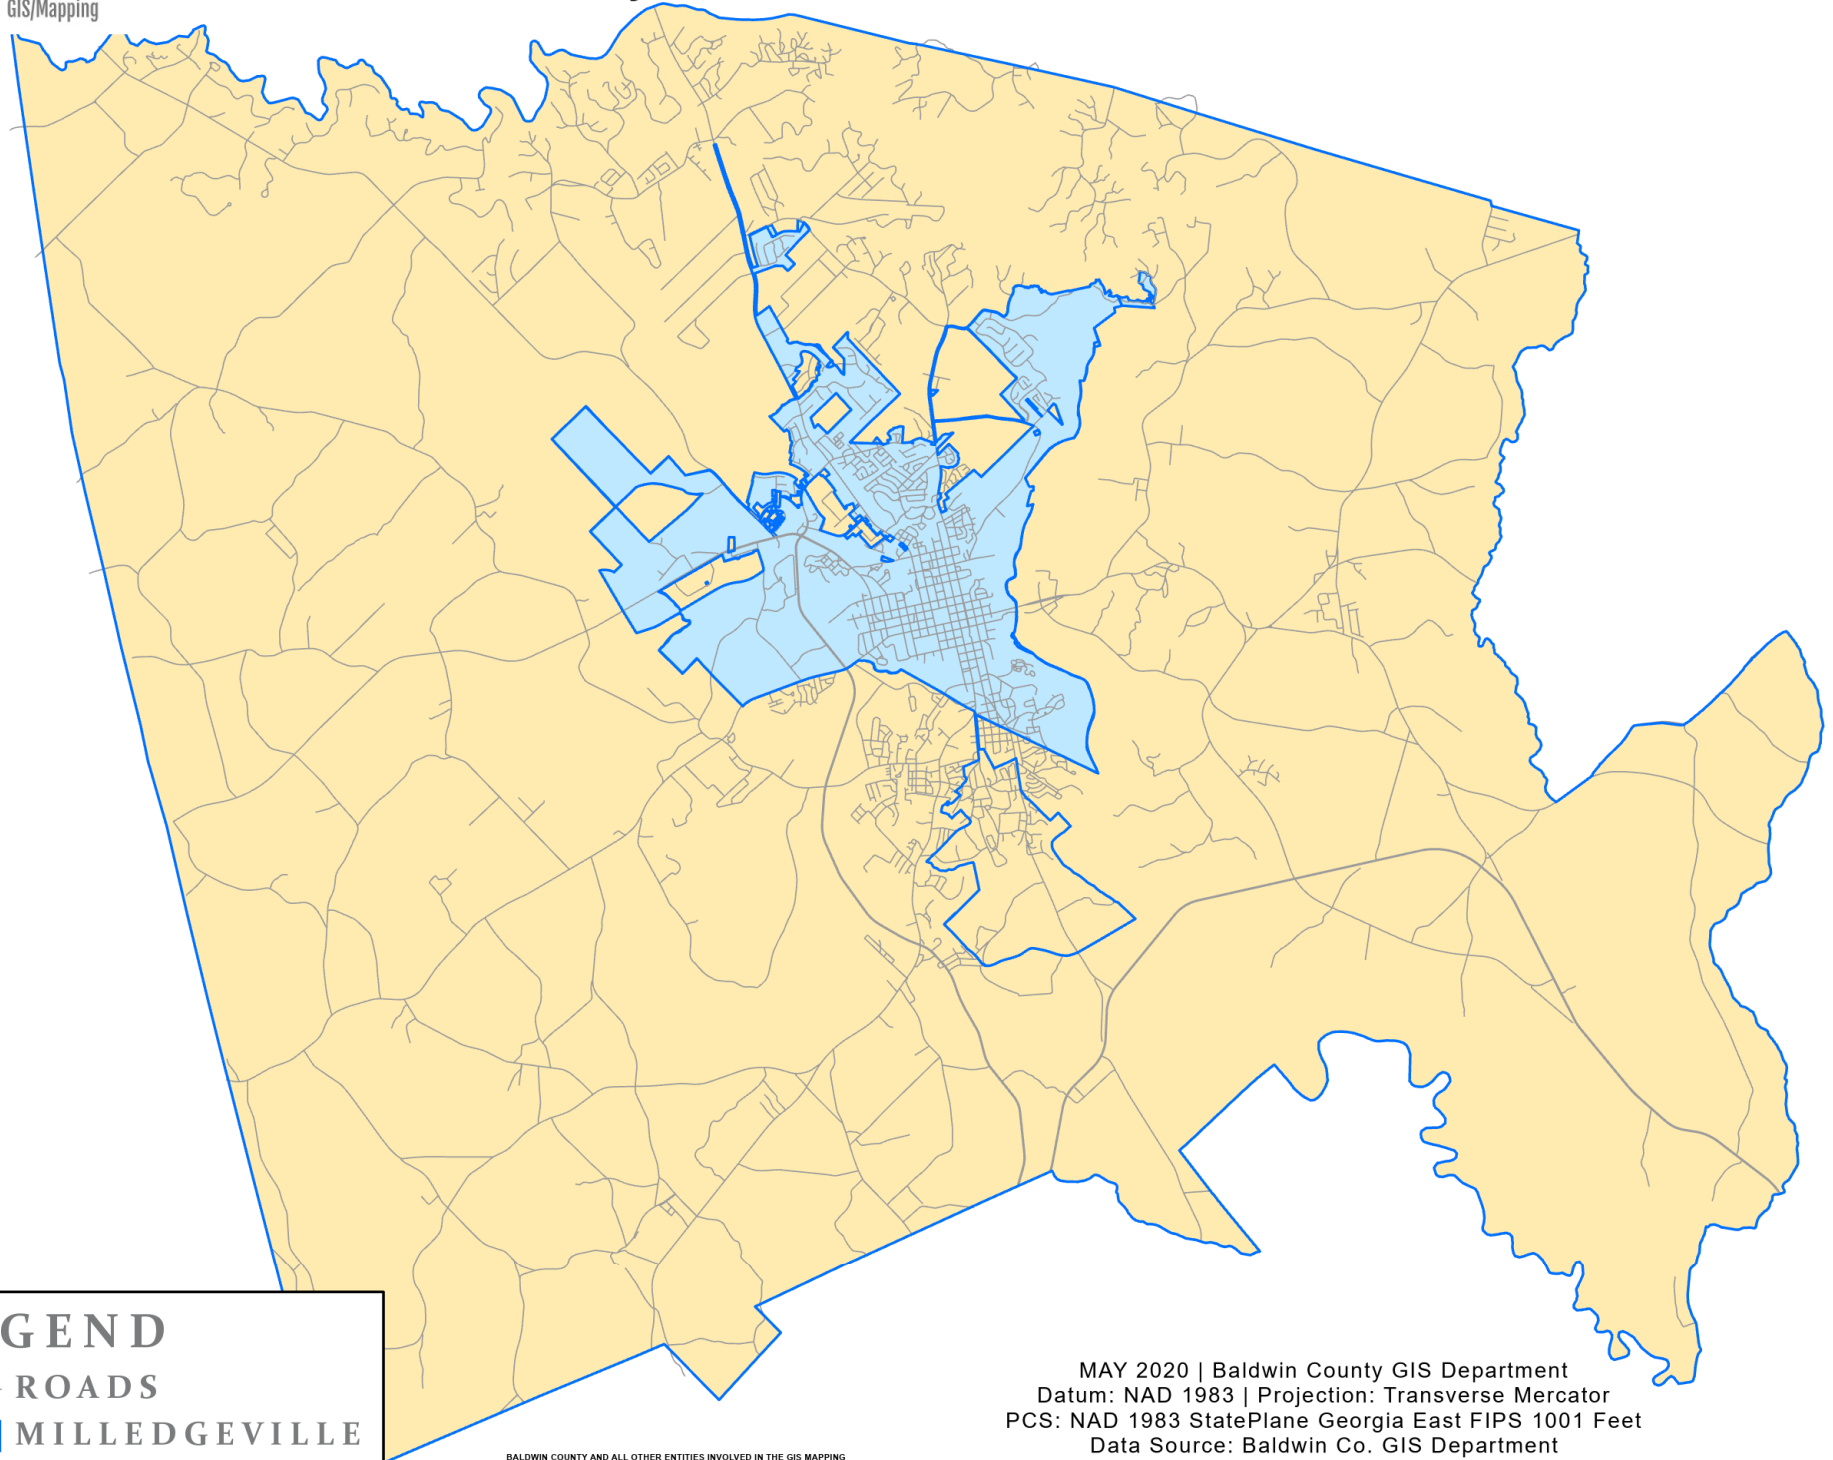 GIS/Mapping
GEND
ROADS
MILLEDGEVILLE
MAY 2020 | Baldwin County GIS Department
Datum: NAD 1983 | Projection: Transverse Mercator
PCS: NAD 1983 StatePlane Georgia East FIPS 1001 Feet
Data Source: Baldwin Co. GIS Department
BALDWIN COUNTY AND ALL OTHER ENTITIES INVOLVED IN THE GIS MAPPING